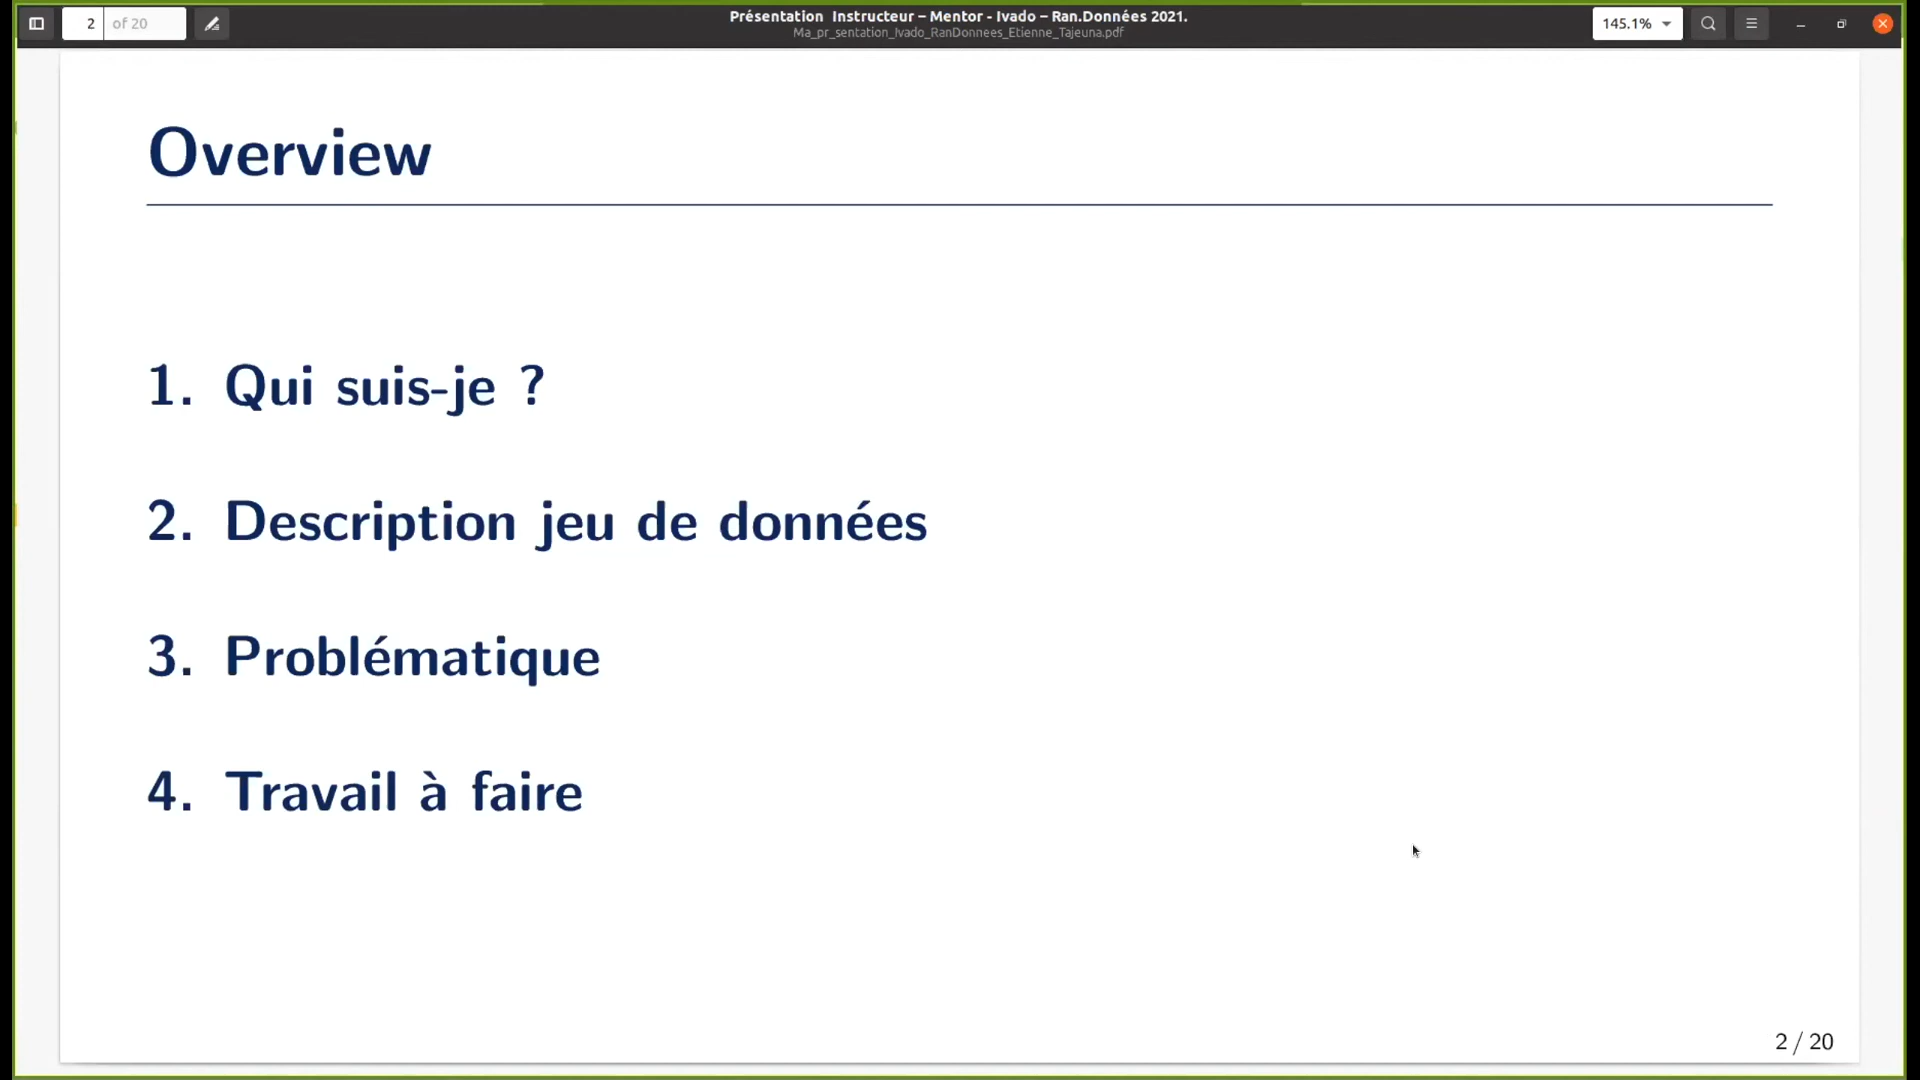 2 of 20
Présentation Instructeur – Mentor - Ivado – Ran.Données 2021.
Ma_pr_sentation_Ivado_RanDonnees_Etienne_Tajeuna.pdf
145.1%
Overview
1. Qui suis-je ?
2. Description jeu de données
3. Problématique
4. Travail à faire
2 / 20